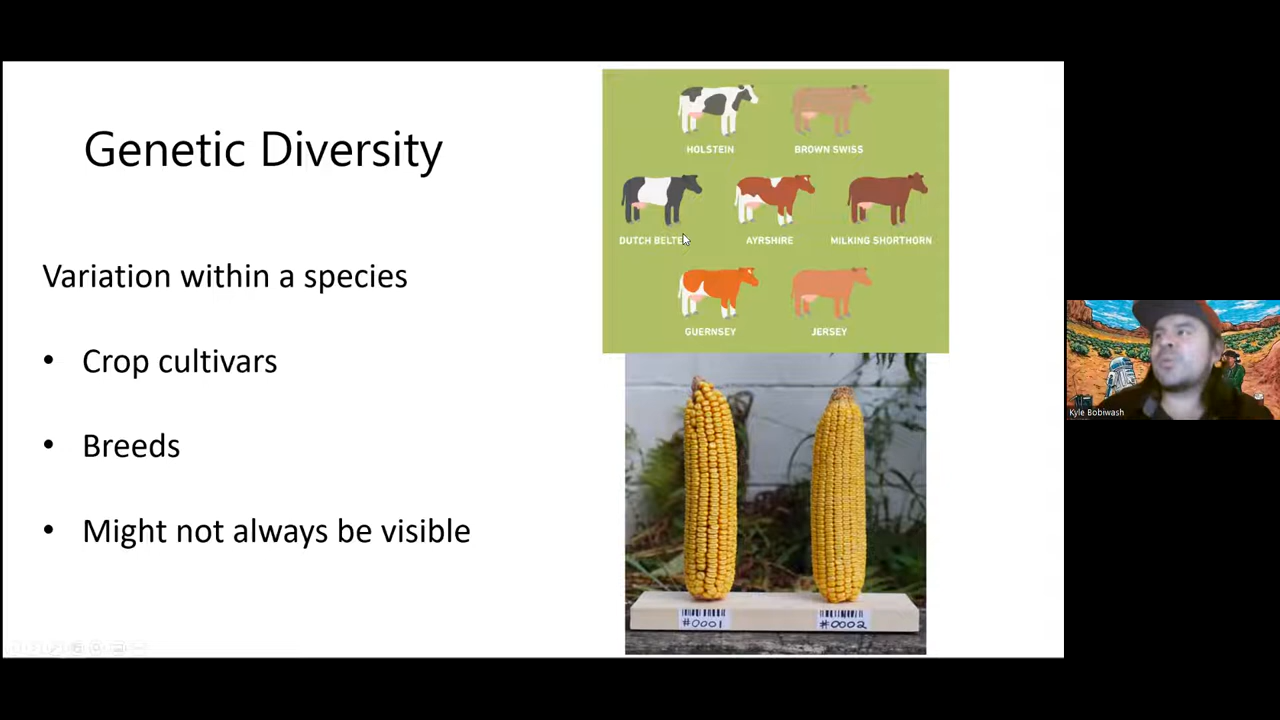 Genetic Diversity
Variation within a species
• Crop cultivars
• Breeds
• Might not always be visible
HOLSTEIN
BROWN SWISS
DUTCH BELTE
AYRSHIRE
MILKING SHORTHORN
GUERNSEY
JERSEY
#0001
#0002
Kyle Bobiwash